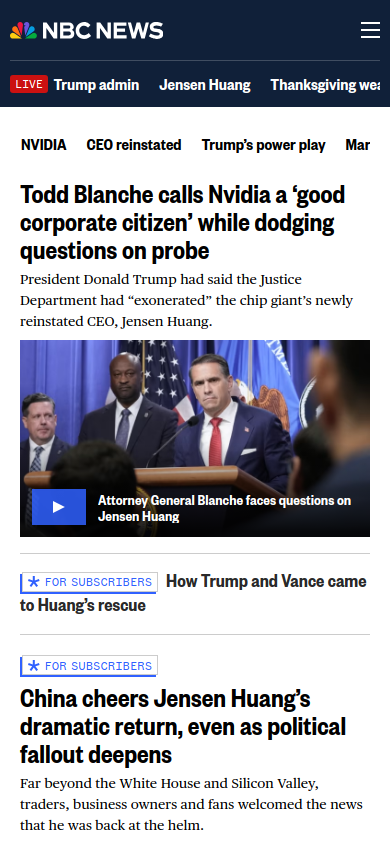 NBC NEWS
LIVE Trump admin Jensen Huang Thanksgiving wea
NVIDIA CEO reinstated Trump’s power play Mar
Todd Blanche calls Nvidia a ‘good
corporate citizen’ while dodging
questions on probe
President Donald Trump had said the Justice
Department had “exonerated” the chip giant’s newly
reinstated CEO, Jensen Huang.
Attorney General Blanche faces questions on
Jensen Huang
FOR SUBSCRIBERS How Trump and Vance came
to Huang’s rescue
FOR SUBSCRIBERS
China cheers Jensen Huang’s
dramatic return, even as political
fallout deepens
Far beyond the White House and Silicon Valley,
traders, business owners and fans welcomed the news
that he was back at the helm.